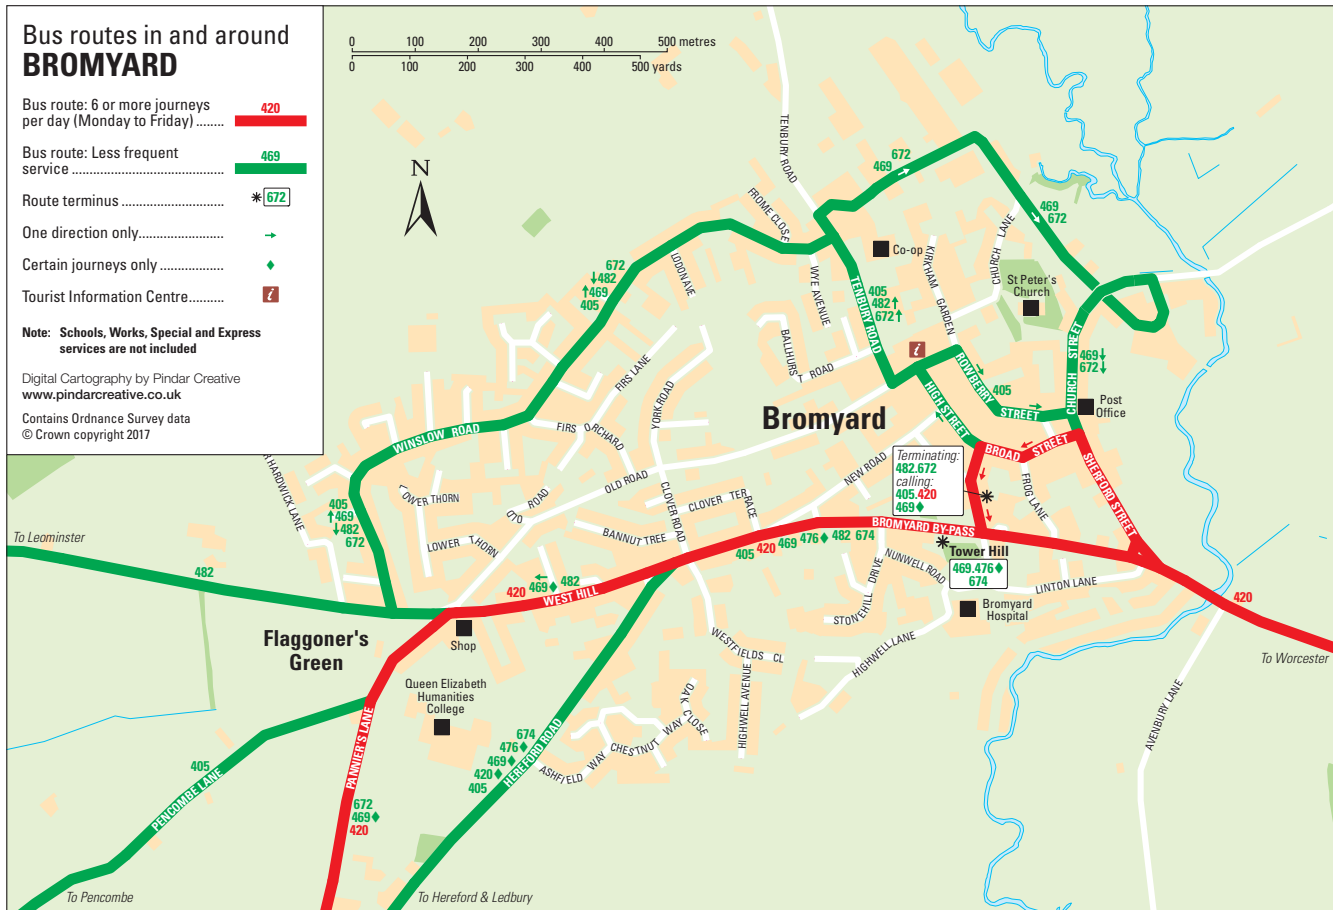 Bus routes in and around
BROMYARD
Bus route: 6 or more journeys
per day (Monday to Friday) .......
420
Bus route: Less frequent
service ......................................
469
Route terminus .........................
672
One direction only........................
Certain journeys only ..................
Tourist Information Centre..........
i
Note: Schools, Works, Special and Express
services are not included
Digital Cartography by Pindar Creative
www.pindarcreative.co.uk
Contains Ordnance Survey data
© Crown copyright 2017
0 100 200 300 400 500 metres
0 100 200 300 400 500 yards
N
TENBURY ROAD
672
469
469
672
FROME CLOSE
LODON AVE
WYE AVENUE
Co-op
KIRKHAM GARDEN
CHURCH LANE
St Peter's
Church
672
482
469
405
405
482
672
TENBURY ROAD
BALLHURST ROAD
i
ROWBERRY
STREET
405
HIGH STREET
CHURCH STREET
469
672
Post
Office
FIRS LANE
YORK ROAD
FIRS ORCHARD
WINSLOW ROAD
Bromyard
HARDWICK LANE
LOWER THORN
LOWER THORN
OLD ROAD
OLD ROAD
CLOVER ROAD
CLOVER TERRACE
BANNUT TREE
NEW ROAD
Terminating:
482.672
calling:
405.420
469
BROAD
STREET
FROG LANE
SHERFORD STREET
405
469
482
672
To Leominster
482
BROMYARD BY-PASS
405 420 469 476 482 674
Tower Hill
469.476
674
NUNWELL ROAD
LINTON LANE
STONEHILL DRIVE
Bromyard
Hospital
420 469 482
WEST HILL
420
To Worcester
Flaggoner's
Green
Shop
Queen Elizabeth
Humanities
College
WESTFIELDS CL
HIGHWELL LANE
HIGHWELL AVENUE
OAK CLOSE
CHESTNUT WAY
ASHFIELD WAY
AVENBURY LANE
PANNIER'S LANE
405
PENCOMBE LANE
672
469
420
674
476
469
420
405
HEREFORD ROAD
To Pencombe
To Hereford & Ledbury